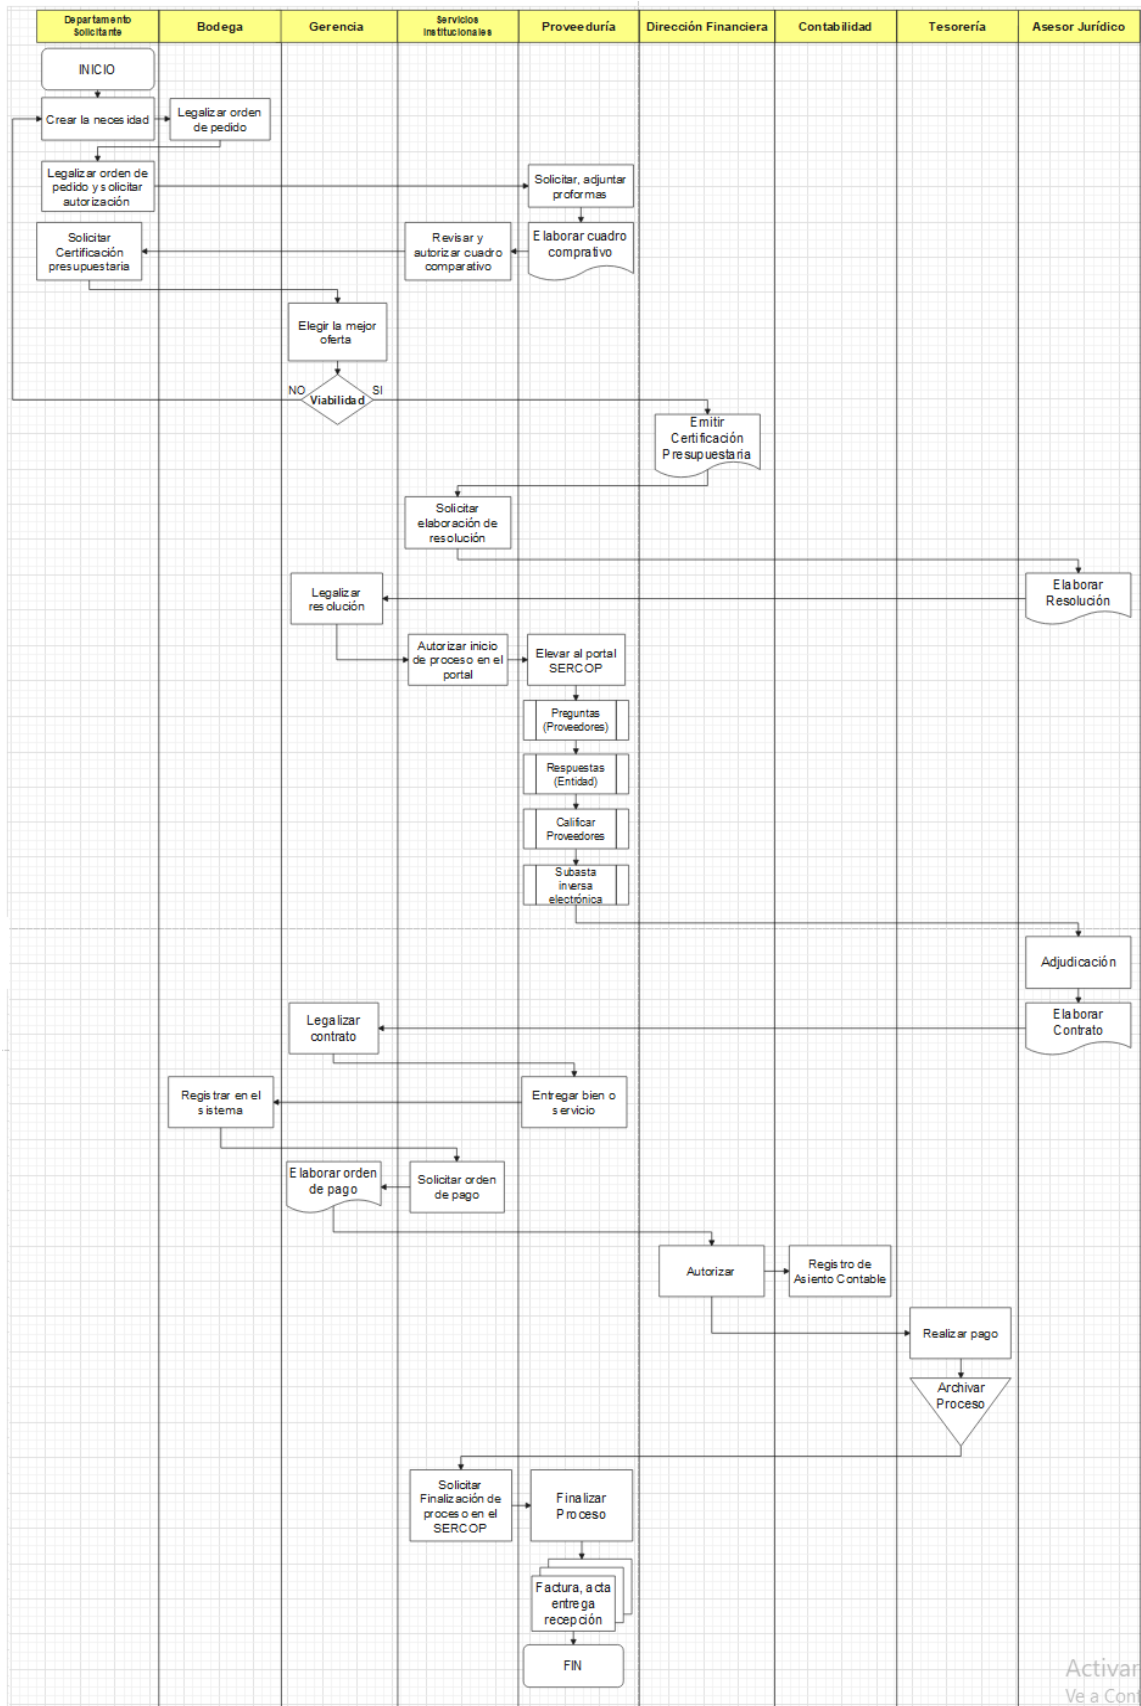 Departamento
Solicitante
Bodega
Gerencia
Servicios
Institucionales
Proveeduría
Dirección Financiera
Contabilidad
Tesorería
Asesor Jurídico
INICIO
Crear la necesidad
Legalizar orden
de pedido
Legalizar orden de
pedido y solicitar
autorización
Solicitar, adjuntar
proformas
Solicitar
Certificación
presupuestaria
Revisar y
autorizar cuadro
comparativo
Elaborar cuadro
comprativo
Elegir la mejor
oferta
NO
Viabilidad
SI
Emitir
Certificación
Presupuestaria
Solicitar
elaboración de
resolución
Legalizar
resolución
Elaborar
Resolución
Autorizar inicio
de proceso en el
portal
Elevar al portal
SERCOP
Preguntas
(Proveedores)
Respuestas
(Entidad)
Calificar
Proveedores
Subasta
inversa
electrónica
Adjudicación
Legalizar
contrato
Elaborar
Contrato
Registrar en el
sistema
Entregar bien o
servicio
Elaborar orden
de pago
Solicitar orden
de pago
Autorizar
Registro de
Asiento Contable
Realizar pago
Archivar
Proceso
Solicitar
Finalización de
proceso en el
SERCOP
Finalizar
Proceso
Factura, acta
entrega
recepción
FIN
Activar
Ve a Conf